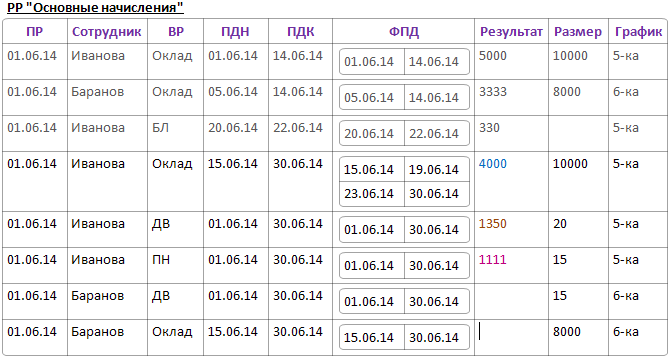 РР "Основные начисления"
ПР Сотрудник ВР ПДН ПДК ФПД Результат Размер График
01.06.14 Иванова Оклад 01.06.14 14.06.14 01.06.14 14.06.14 5000 10000 5-ка
01.06.14 Баранов Оклад 05.06.14 14.06.14 05.06.14 14.06.14 3333 8000 6-ка
01.06.14 Иванова БЛ 20.06.14 22.06.14 20.06.14 22.06.14 330 5-ка
01.06.14 Иванова Оклад 15.06.14 30.06.14 15.06.14 19.06.14 4000 10000 5-ка
23.06.14 30.06.14
01.06.14 Иванова ДВ 01.06.14 30.06.14 01.06.14 30.06.14 1350 20 5-ка
01.06.14 Иванова ПН 01.06.14 30.06.14 01.06.14 30.06.14 1111 15 5-ка
01.06.14 Баранов ДВ 01.06.14 30.06.14 01.06.14 30.06.14 15 6-ка
01.06.14 Баранов Оклад 15.06.14 30.06.14 15.06.14 30.06.14 8000 6-ка